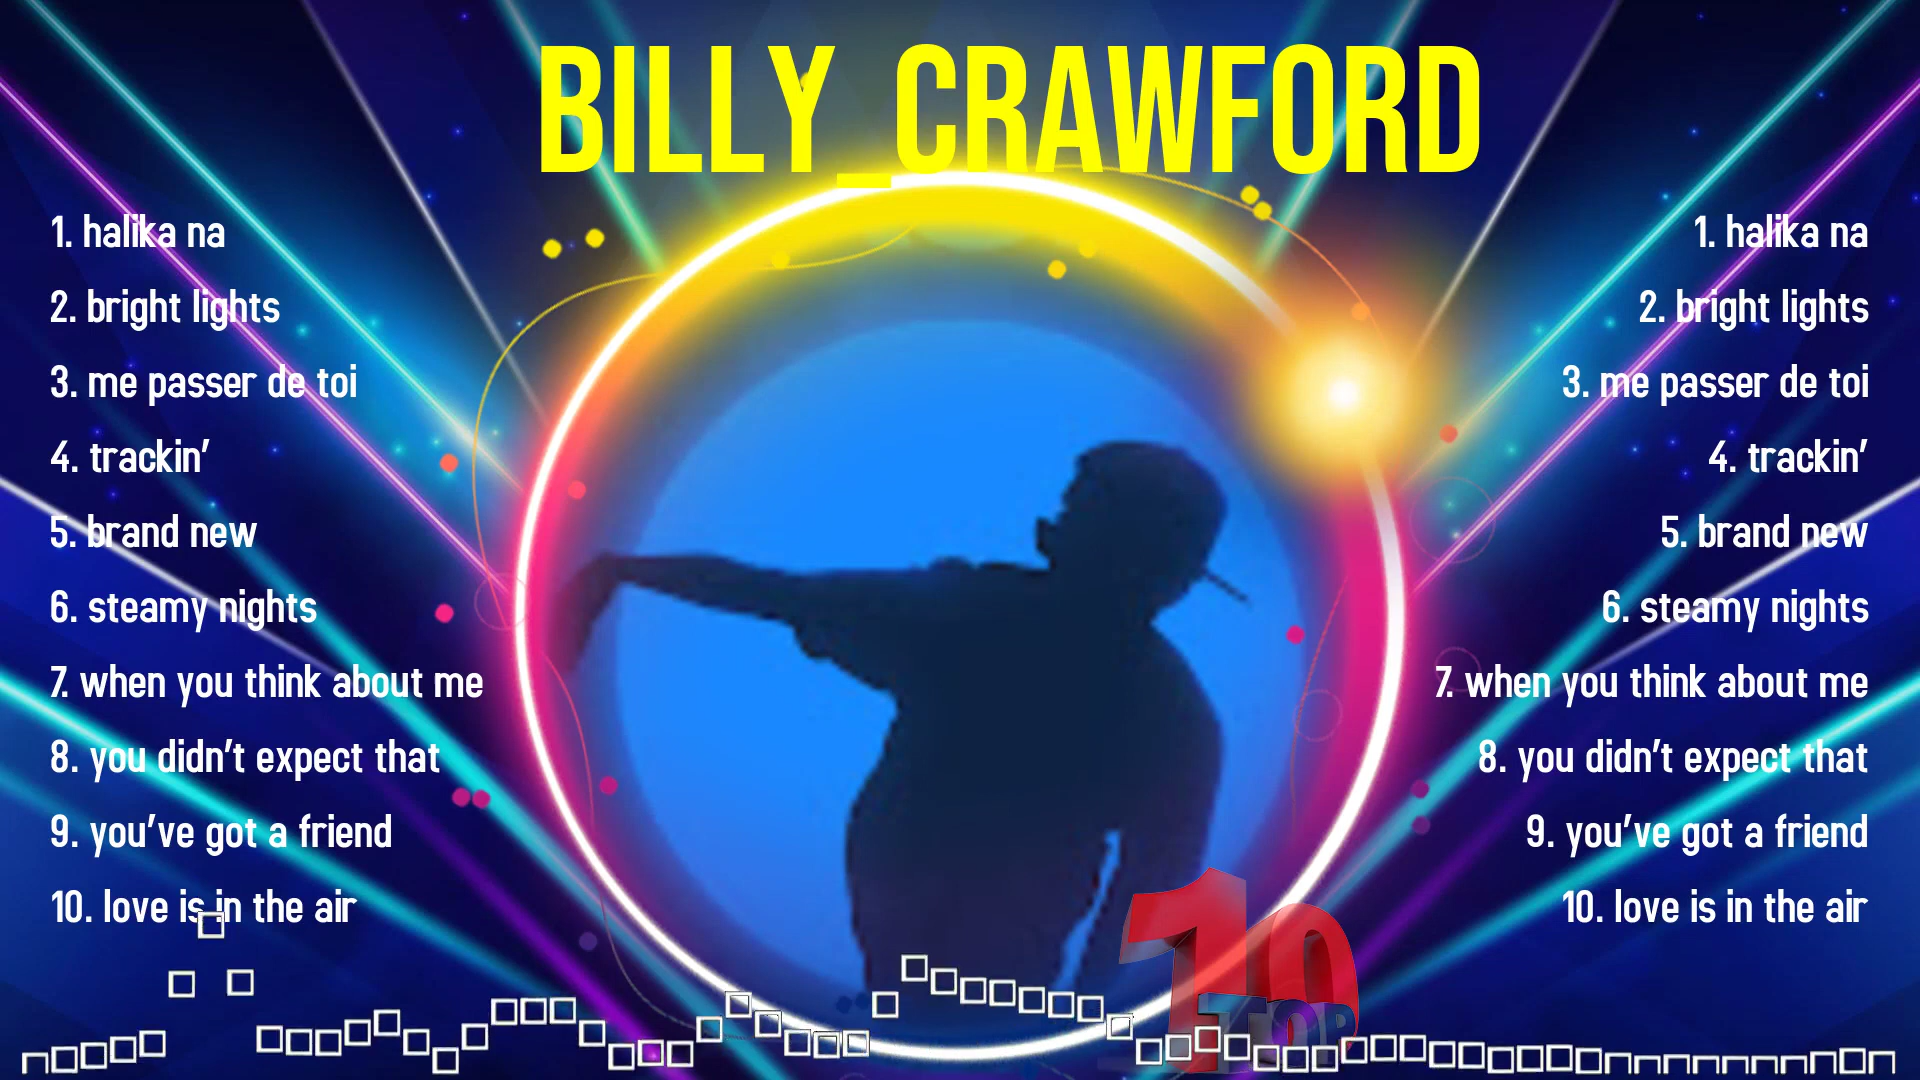 BILLY_CRAWFORD
1. halika na
2. bright lights
3. me passer de toi
4. trackin'
5. brand new
6. steamy nights
7. when you think about me
8. you didn't expect that
9. you've got a friend
10. love is in the air
1. halika na
2. bright lights
3. me passer de toi
4. trackin'
5. brand new
6. steamy nights
7. when you think about me
8. you didn't expect that
9. you've got a friend
10. love is in the air
10
TOP